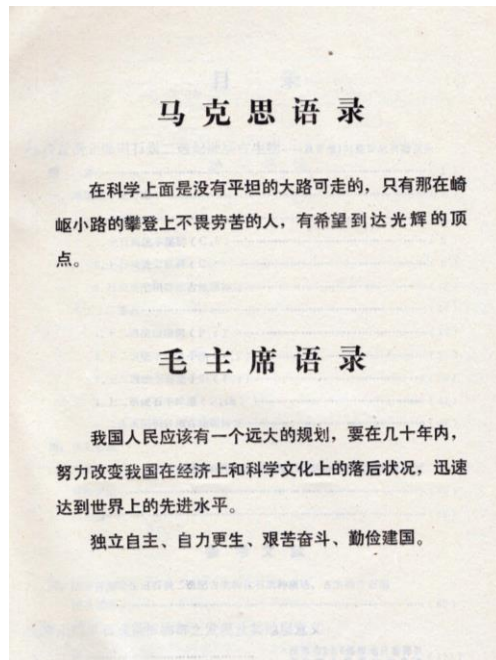 马克思语录
在科学上面是没有平坦的大路可走的，只有那在崎
岖小路的攀登上不畏劳苦的人，有希望到达光辉的顶
点。
毛主席语录
我国人民应该有一个远大的规划，要在几十年内，
努力改变我国在经济上和科学文化上的落后状况，迅速
达到世界上的先进水平。
独立自主、自力更生、艰苦奋斗、勤俭建国。